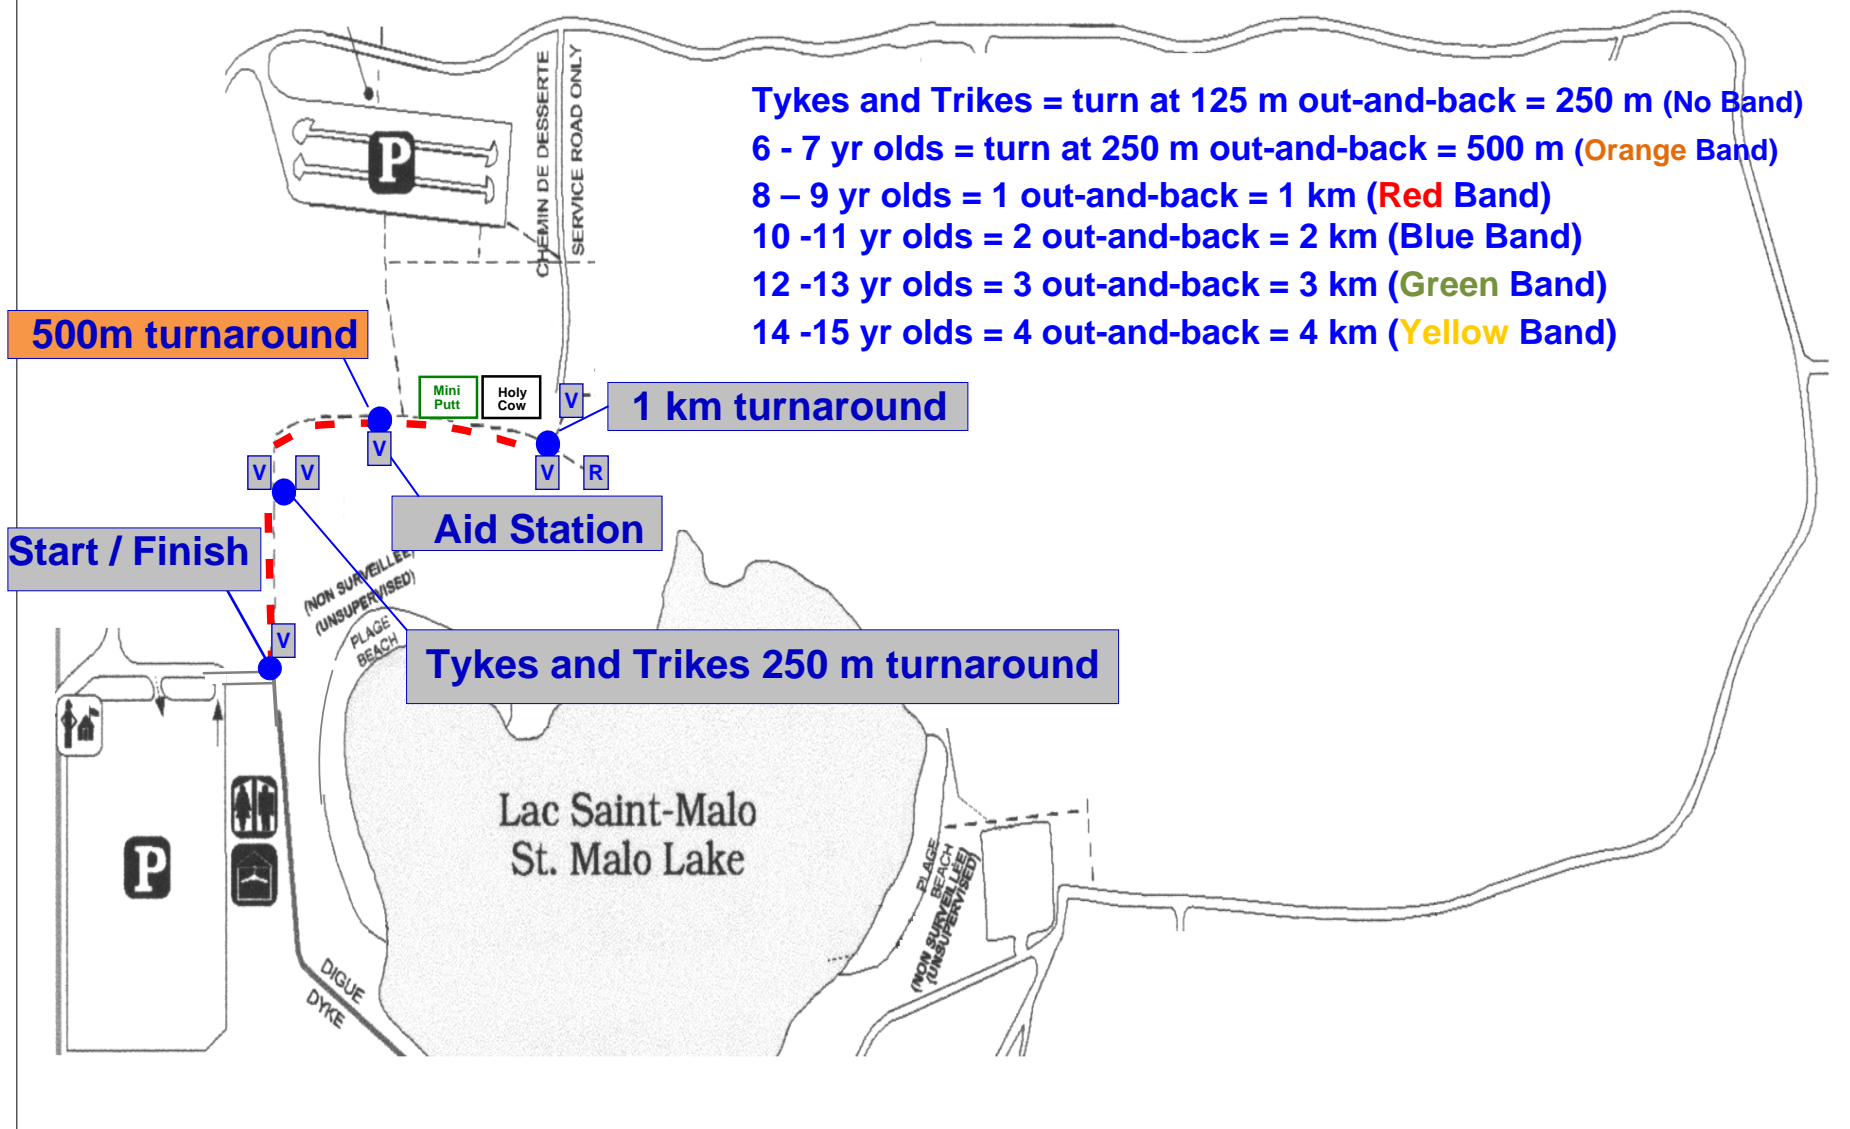 Tykes and Trikes = turn at 125 m out-and-back = 250 m (No Band)
6 - 7 yr olds = turn at 250 m out-and-back = 500 m (Orange Band)
8 – 9 yr olds = 1 out-and-back = 1 km (Red Band)
10 -11 yr olds = 2 out-and-back = 2 km (Blue Band)
12 -13 yr olds = 3 out-and-back = 3 km (Green Band)
14 -15 yr olds = 4 out-and-back = 4 km (Yellow Band)
CHEMIN DE DESSERTE
SERVICE ROAD ONLY
P
500m turnaround
Mini
Putt
Holy
Cow
V
1 km turnaround
V
V
V
V
R
Aid Station
Start / Finish
(NON SURVEILLÉE)
(UNSUPERVISED)
PLAGE
BEACH
V
Tykes and Trikes 250 m turnaround
Lac Saint-Malo
St. Malo Lake
P
DIGUE
DYKE
PLAGE
BEACH
(NON SURVEILLÉE)
(UNSUPERVISED)